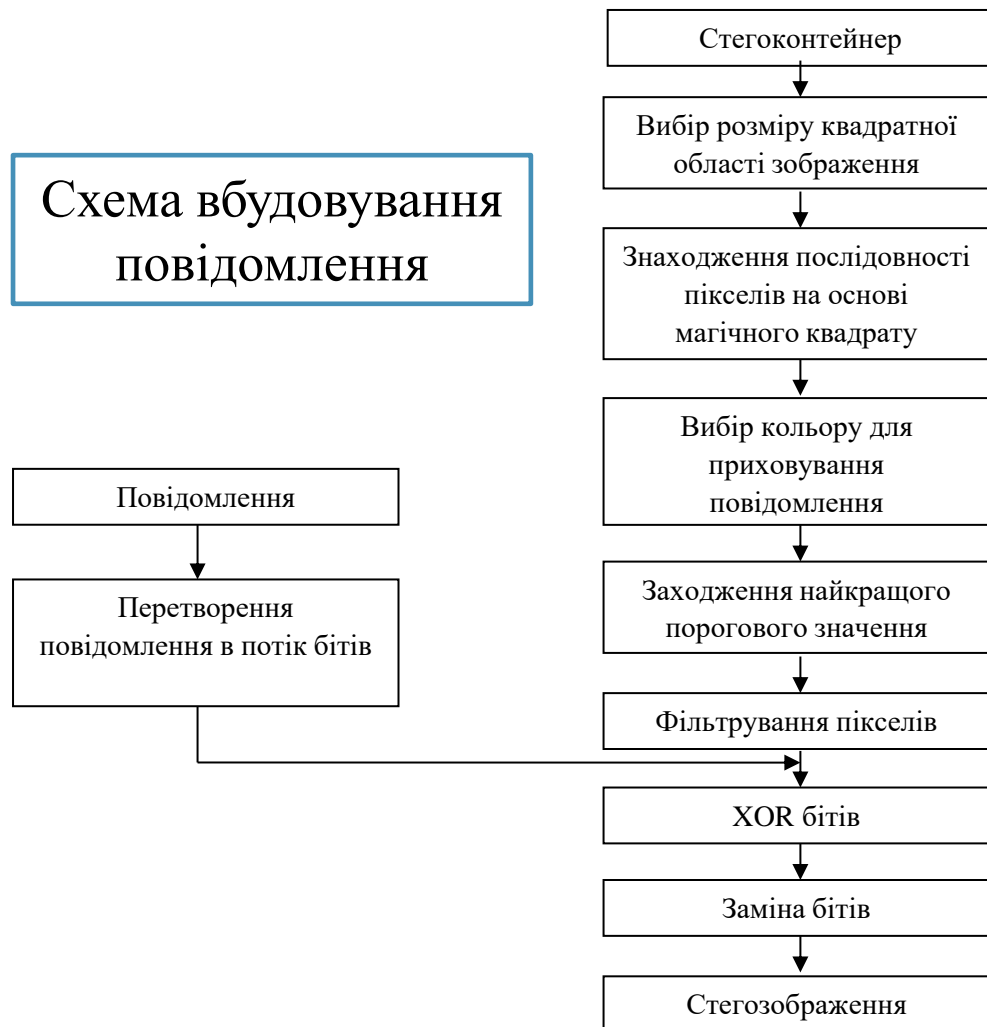 Схема вбудовування
повідомлення
Стегоконтейнер
Вибір розміру квадратної
області зображення
Знаходження послідовності
пікселів на основі
магічного квадрату
Вибір кольору для
приховування
повідомлення
Заходження найкращого
порогового значення
Фільтрування пікселів
Повідомлення
Перетворення
повідомлення в потік бітів
XOR бітів
Заміна бітів
Стегозображення